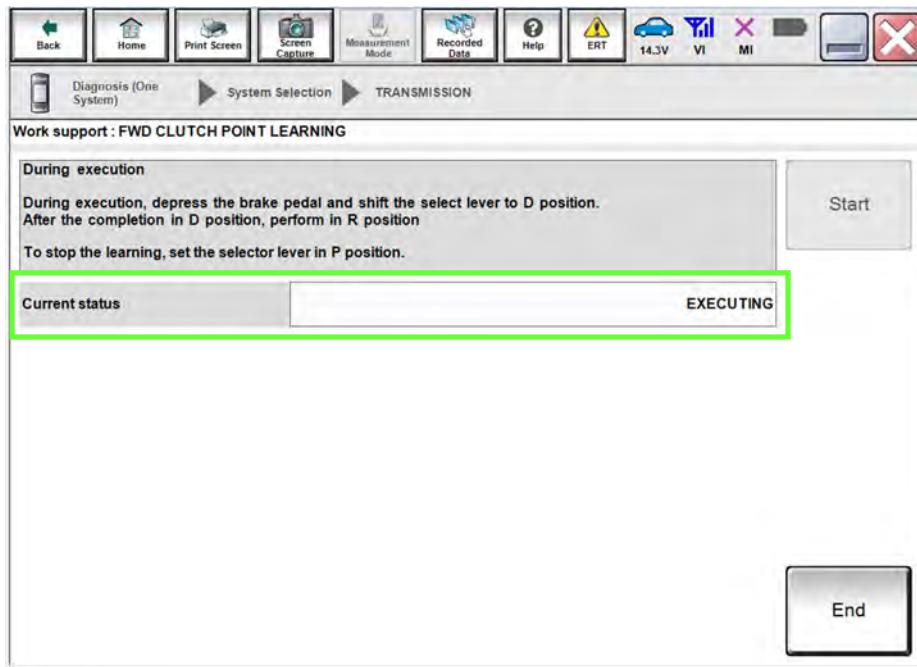 Back
Home
Print Screen
Screen
Capture
Measurement
Mode
Recorded
Data
Help
ERT
14.3V
VI
MI
Diagnosis (One
System)
System Selection
TRANSMISSION
Work support : FWD CLUTCH POINT LEARNING
During execution
During execution, depress the brake pedal and shift the select lever to D position.
After the completion in D position, perform in R position
To stop the learning, set the selector lever in P position.
Start
Current status
EXECUTING
End